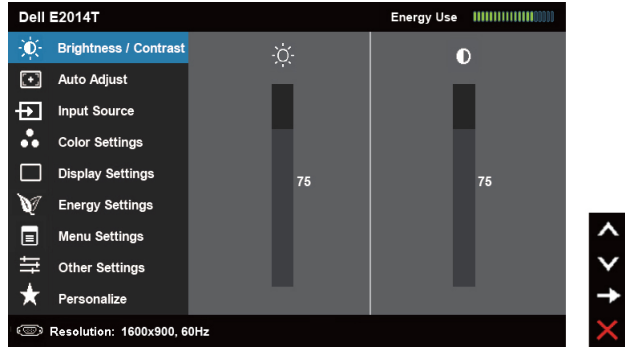 Dell E2014T
Energy Use
Brightness / Contrast
Auto Adjust
Input Source
Color Settings
Display Settings
75
75
Energy Settings
Menu Settings
Other Settings
Personalize
Resolution: 1600x900, 60Hz